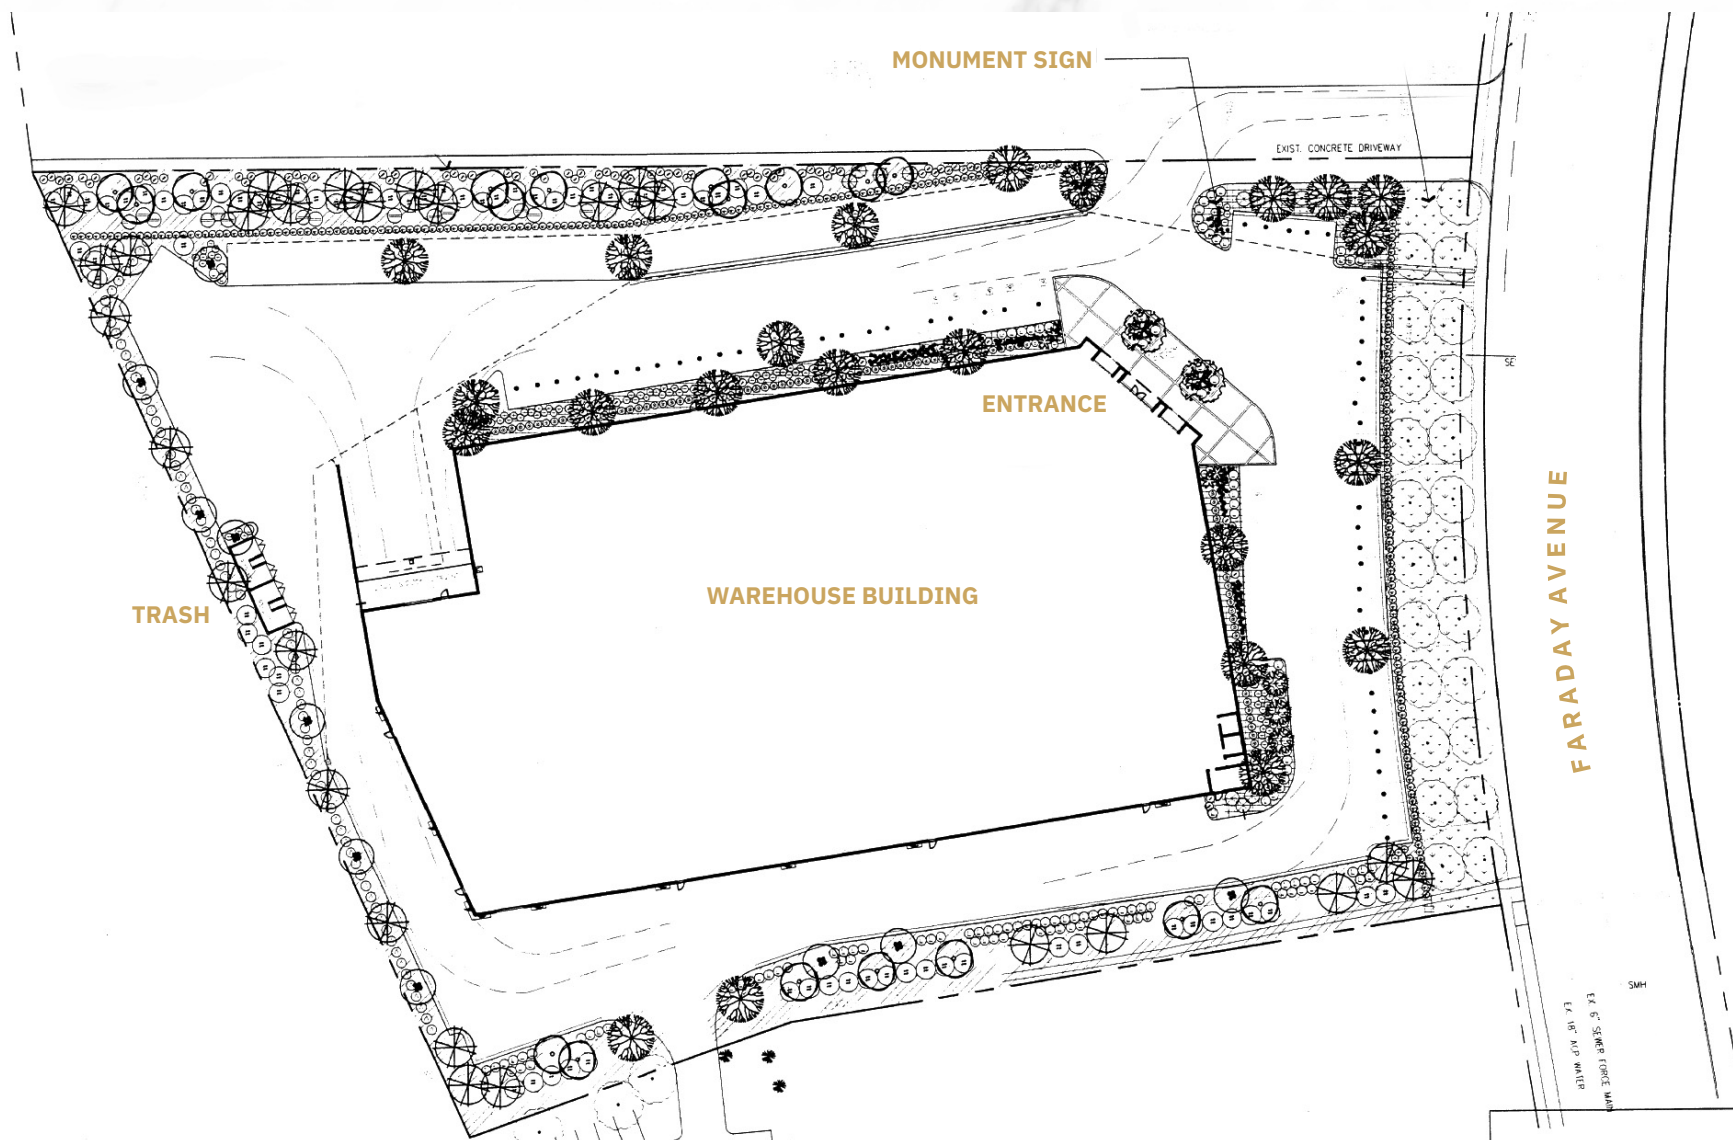 MONUMENT SIGN
EXIST. CONCRETE DRIVEWAY
SE
ENTRANCE
WAREHOUSE BUILDING
TRASH
FARADAY AVENUE
SMH
EX. 6" SEWER FORCE MAIN
EX. 18" ACP WATER